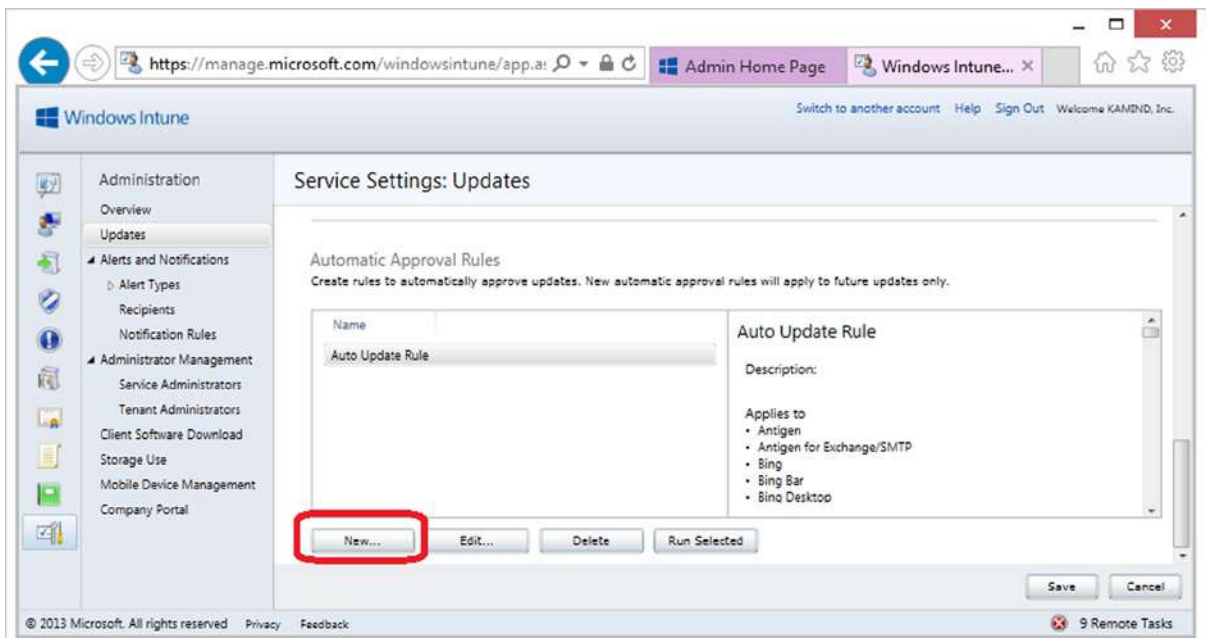 https://manage.microsoft.com/windowsintune/app.a:
Admin Home Page
Windows Intune...
Windows Intune
Switch to another account Help Sign Out Welcome KAMIND, Inc.
Administration
Overview
Updates
Alerts and Notifications
Alert Types
Recipients
Notification Rules
Administrator Management
Service Administrators
Tenant Administrators
Client Software Download
Storage Use
Mobile Device Management
Company Portal
Service Settings: Updates
Automatic Approval Rules
Create rules to automatically approve updates. New automatic approval rules will apply to future updates only.
Name
Auto Update Rule
Auto Update Rule
Description:
Applies to
• Antigen
• Antigen for Exchange/SMTP
• Bing
• Bing Bar
• Bing Desktop
New... Edit... Delete Run Selected
Save Cancel
© 2013 Microsoft. All rights reserved Privacy Feedback 9 Remote Tasks